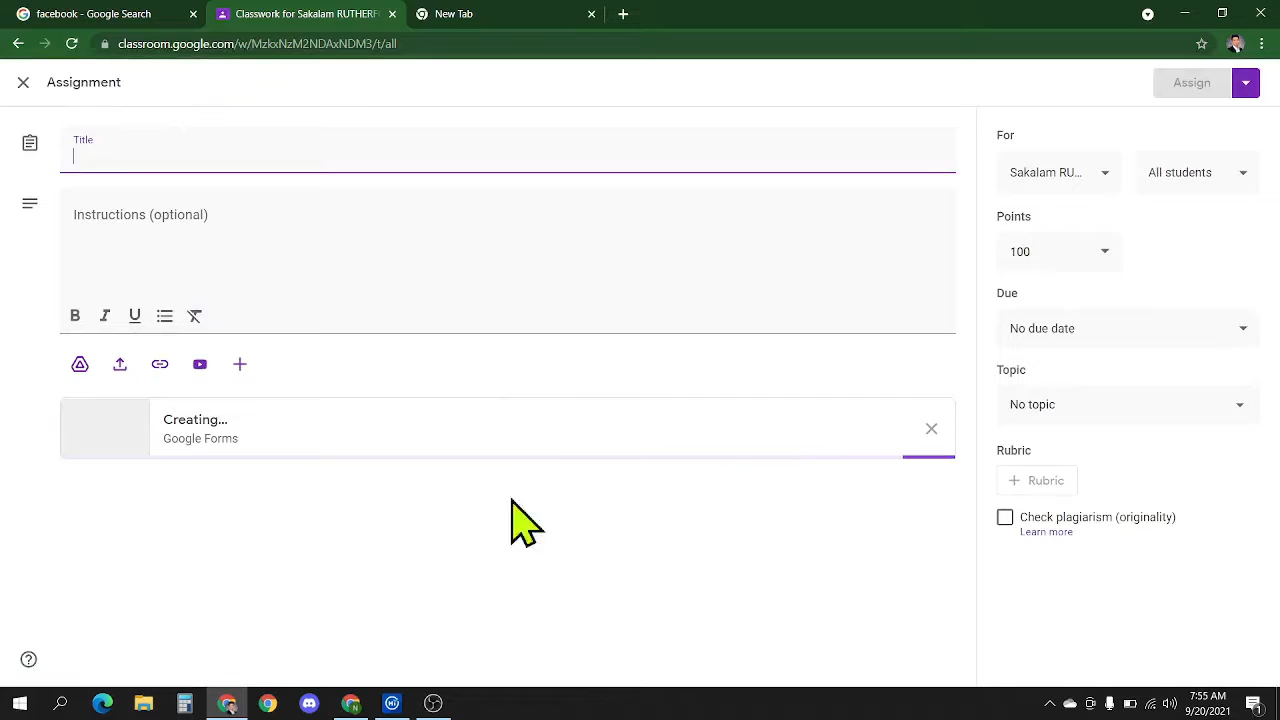 facebook - Google Search
Classwork for Sakalam RUTHERF
New Tab
classroom.google.com/w/MzkxNzM2NDAxNDM3/t/all
Assignment
Assign
Title
Instructions (optional)
B I U
Creating...
Google Forms
For
Sakalam RU...
All students
Points
100
Due
No due date
Topic
No topic
Rubric
+ Rubric
Check plagiarism (originality)
Learn more
7:55 AM
9/20/2021